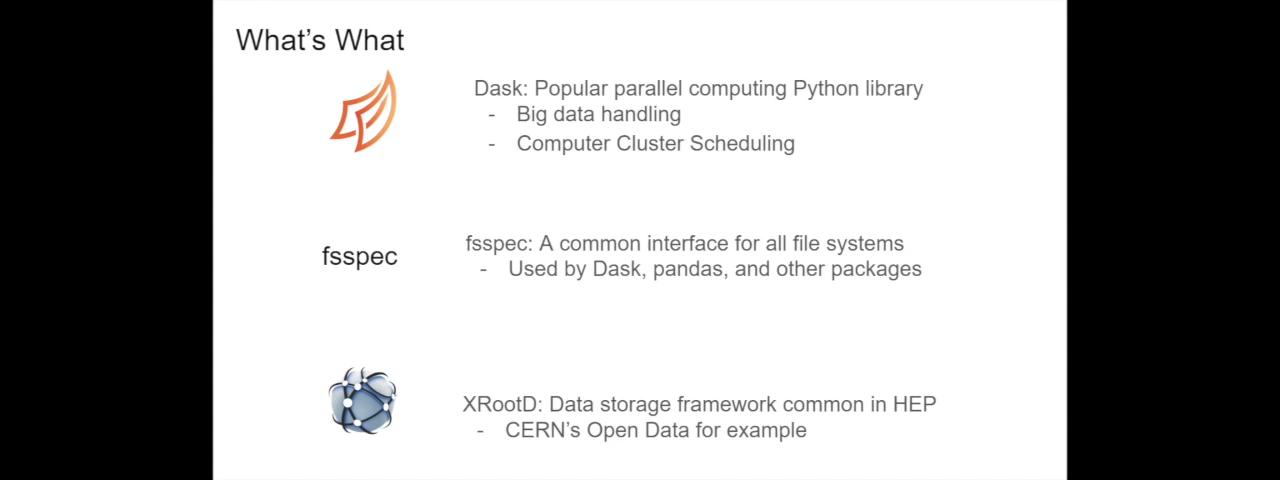 What's What
Dask: Popular parallel computing Python library
- Big data handling
- Computer Cluster Scheduling
fsspec
fsspec: A common interface for all file systems
- Used by Dask, pandas, and other packages
XRootD: Data storage framework common in HEP
- CERN's Open Data for example